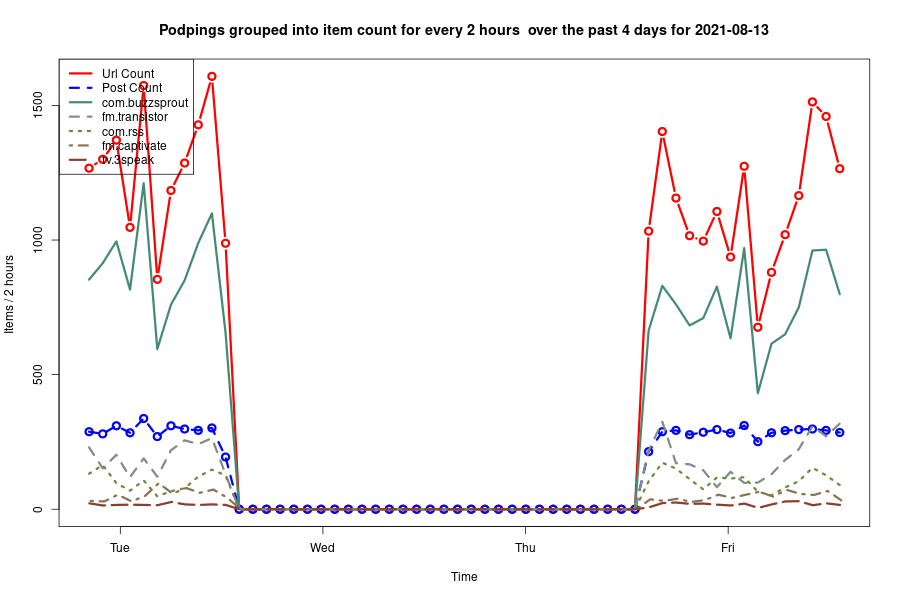 Podpings grouped into item count for every 2 hours  over the past 4 days for 2021-08-13
Url Count
Post Count
com.buzzsprout
fm.transistor
com.rss
fm.captivate
tv.3speak
Items / 2 hours
1500
1000
500
0
Tue
Wed
Thu
Fri
Time